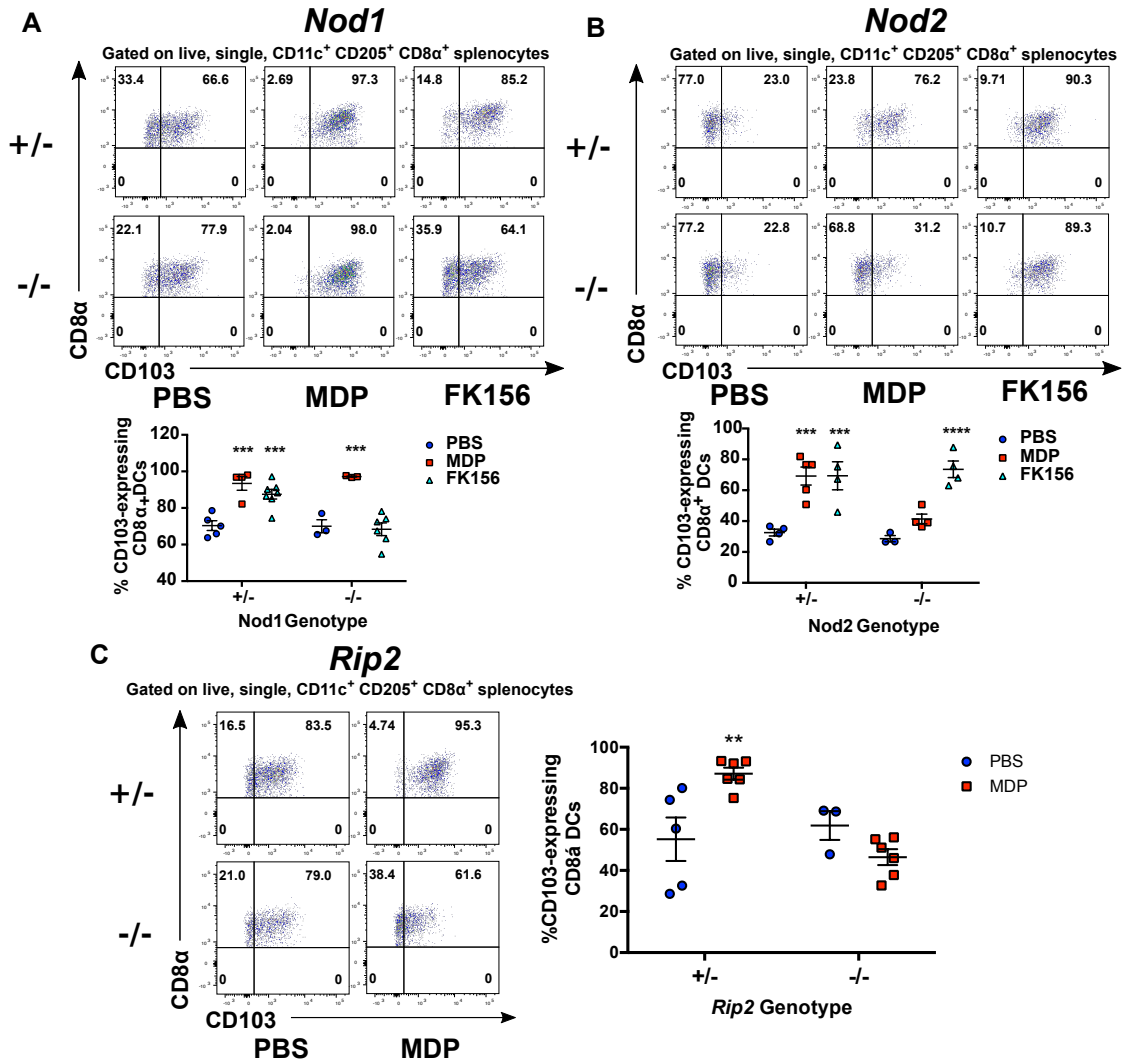 A
Nod1
Gated on live, single, CD11c+ CD205+ CD8α+ splenocytes
33.4 66.6 2.69 97.3 14.8 85.2
+/-
0 0 0 0 0 0
22.1 77.9 2.04 98.0 35.9 64.1
-/-
0 0 0 0 0 0
CD8α
CD103
PBS MDP FK156
% CD103-expressing
CD8α+DCs
120
100
80
60
40
*** *** ***
PBS
MDP
FK156
+/- -/-
Nod1 Genotype
B
Nod2
Gated on live, single, CD11c+ CD205+ CD8α+ splenocytes
77.0 23.0 23.8 76.2 9.71 90.3
+/-
0 0 0 0 0 0
77.2 22.8 68.8 31.2 10.7 89.3
-/-
0 0 0 0 0 0
CD8α
CD103
PBS MDP FK156
% CD103-expressing
CD8α+ DCs
100
80
60
40
20
0
*** *** ****
PBS
MDP
FK156
+/- -/-
Nod2 Genotype
C
Rip2
Gated on live, single, CD11c+ CD205+ CD8α+ splenocytes
16.5 83.5 4.74 95.3
+/-
0 0 0 0
21.0 79.0 38.4 61.6
-/-
0 0 0 0
CD8α
CD103
PBS MDP
%CD103-expressing
CD8á DCs
100
80
60
40
20
0
**
PBS
MDP
+/- -/-
Rip2 Genotype